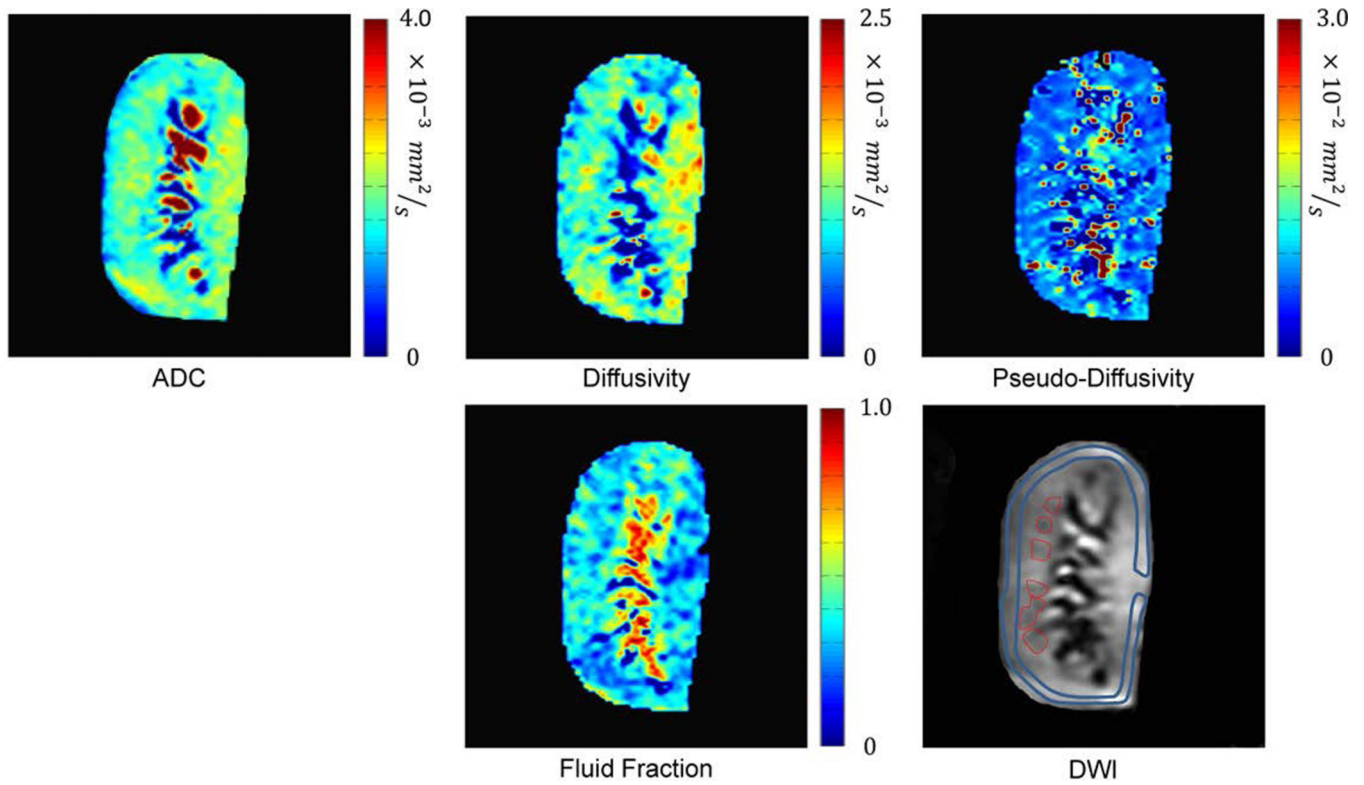 4.0
× 10⁻³ mm²/s
0
ADC
2.5
× 10⁻³ mm²/s
0
Diffusivity
3.0
× 10⁻² mm²/s
0
Pseudo-Diffusivity
1.0
0
Fluid Fraction
DWI